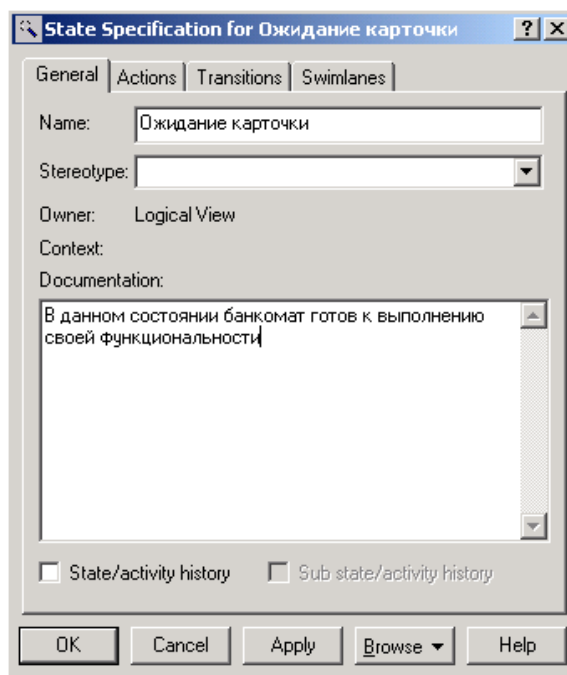 State Specification for Ожидание карточки
General Actions Transitions Swimlanes
Name: Ожидание карточки
Stereotype:
Owner: Logical View
Context:
Documentation:
В данном состоянии банкомат готов к выполнению
своей функциональности
State/activity history Sub state/activity history
OK Cancel Apply Browse Help